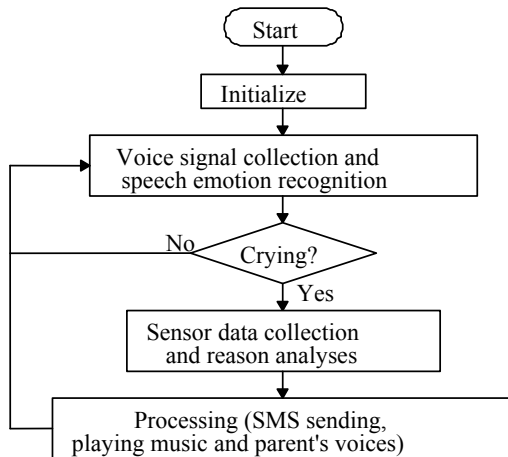 Start
Initialize
Voice signal collection and
speech emotion recognition
No
Crying?
Yes
Sensor data collection
and reason analyses
Processing (SMS sending,
playing music and parent's voices)